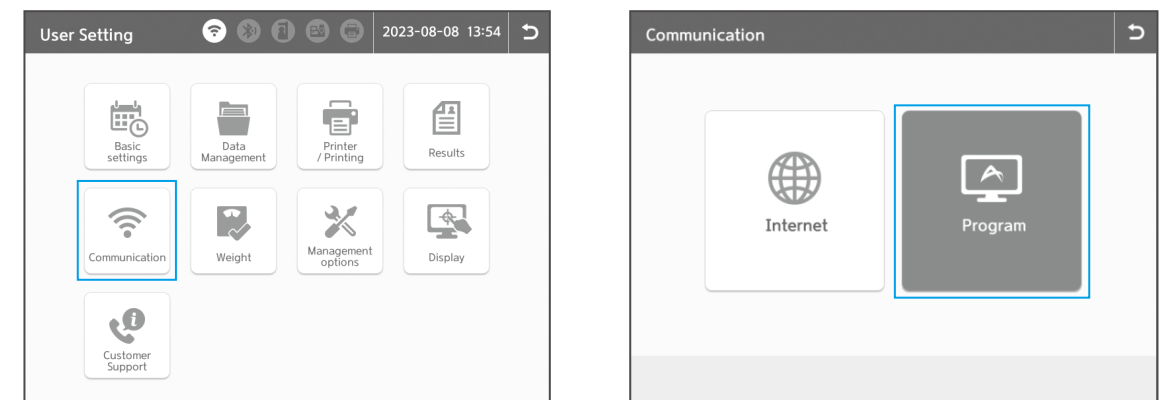 User Setting
2023-08-08 13:54
Basic
settings
Data
Management
Printer
/ Printing
Results
Communication
Weight
Management
options
Display
Customer
Support
Communication
Internet
Program